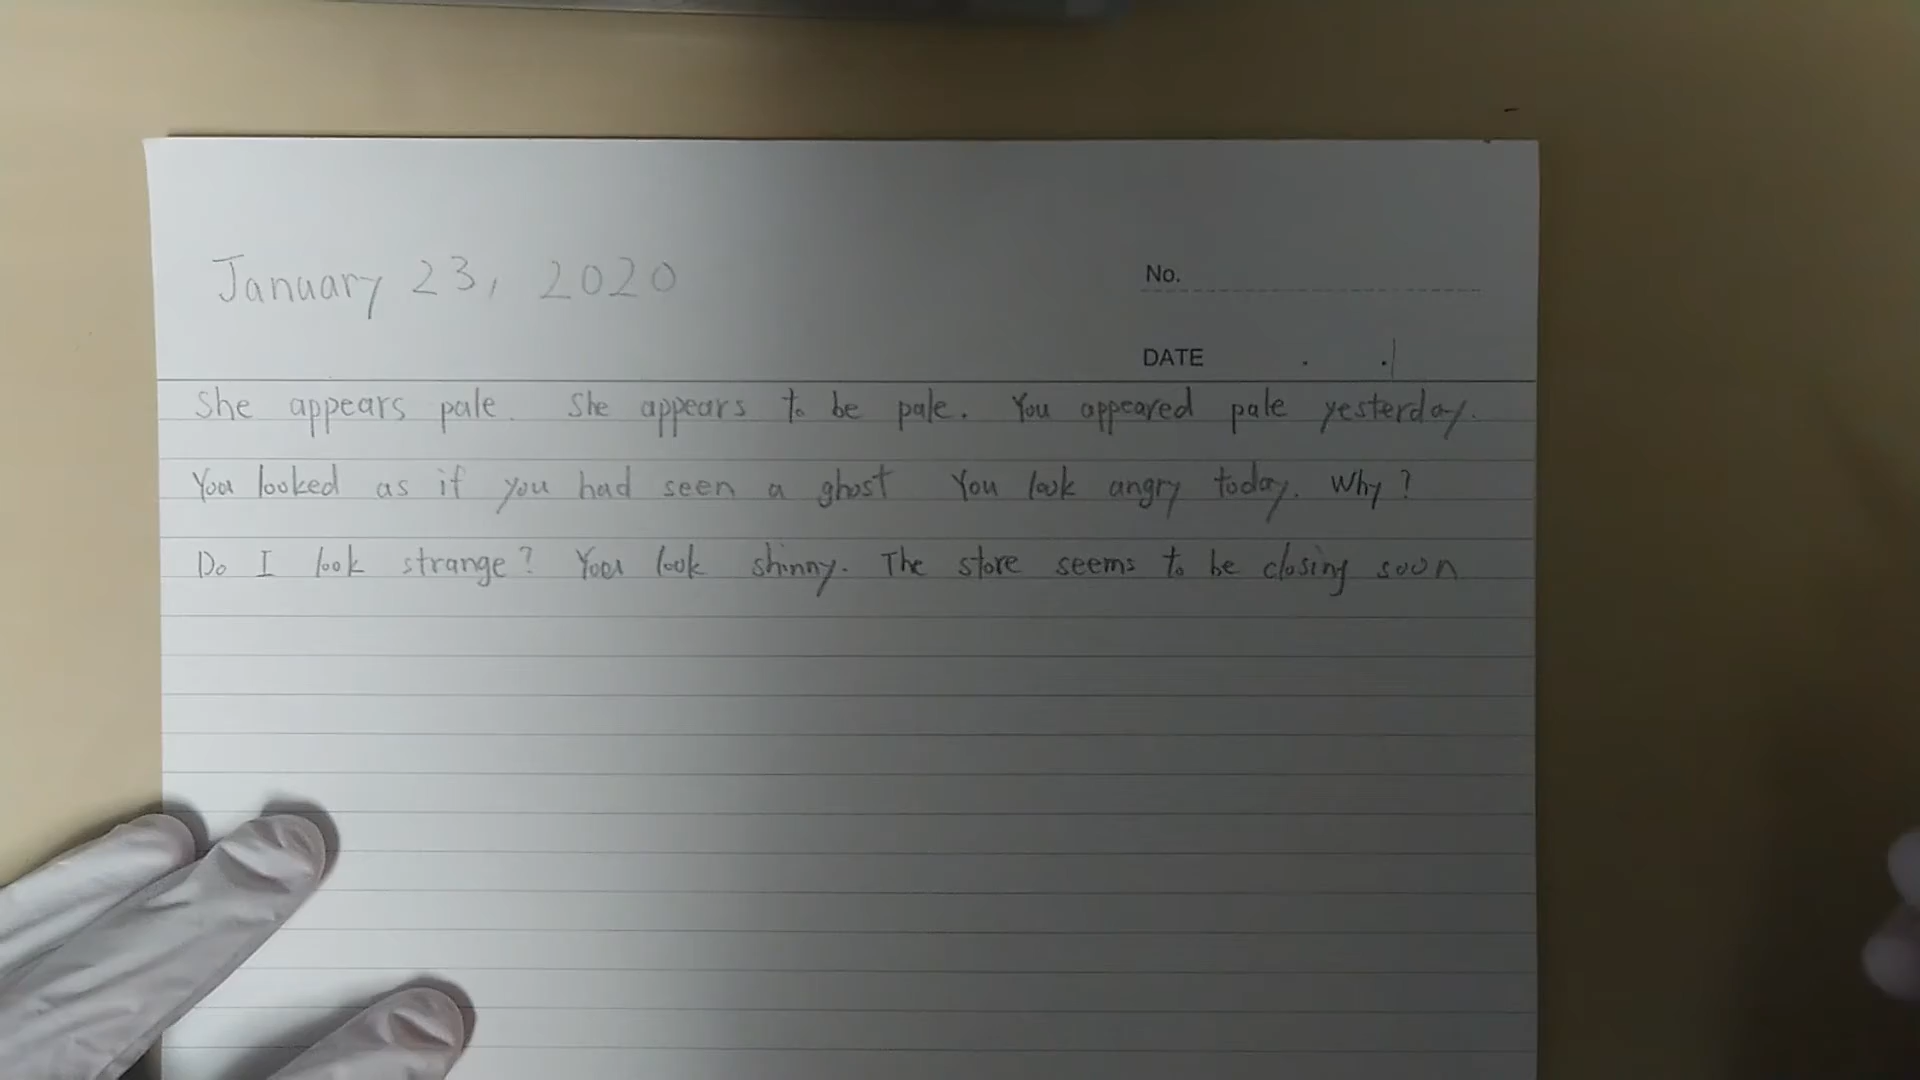 January 23, 2020
No.
DATE . .
She appears pale. She appears to be pale. You appeared pale yesterday.
You looked as if you had seen a ghost You look angry today. Why?
Do I look strange? You look shinny. The store seems to be closing soon